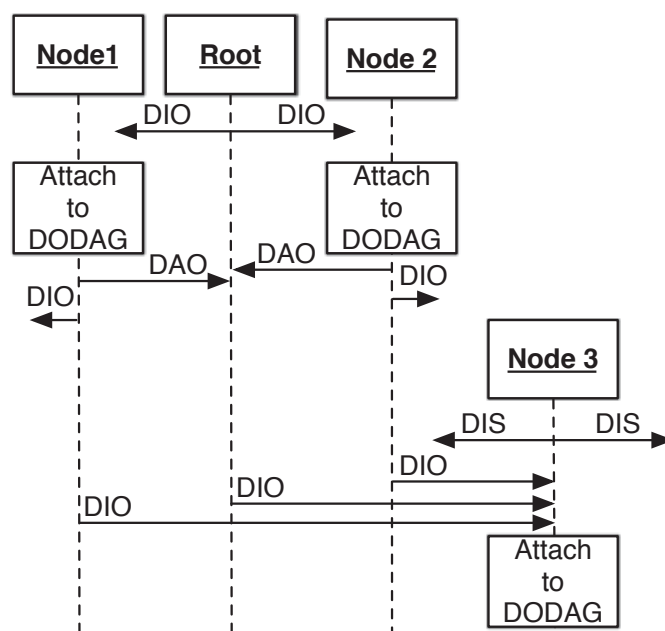 Node1
Root
Node 2
DIO
DIO
Attach
to
DODAG
Attach
to
DODAG
DAO
DAO
DIO
DIO
Node 3
DIS
DIS
DIO
DIO
DIO
Attach
to
DODAG